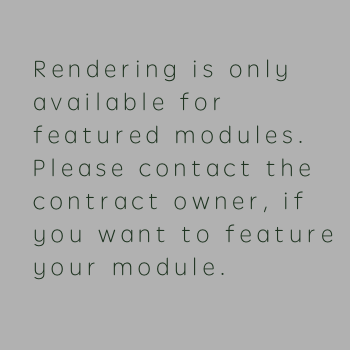 Rendering is only
available for
featured modules.
Please contact the
contract owner, if
you want to feature
your module.